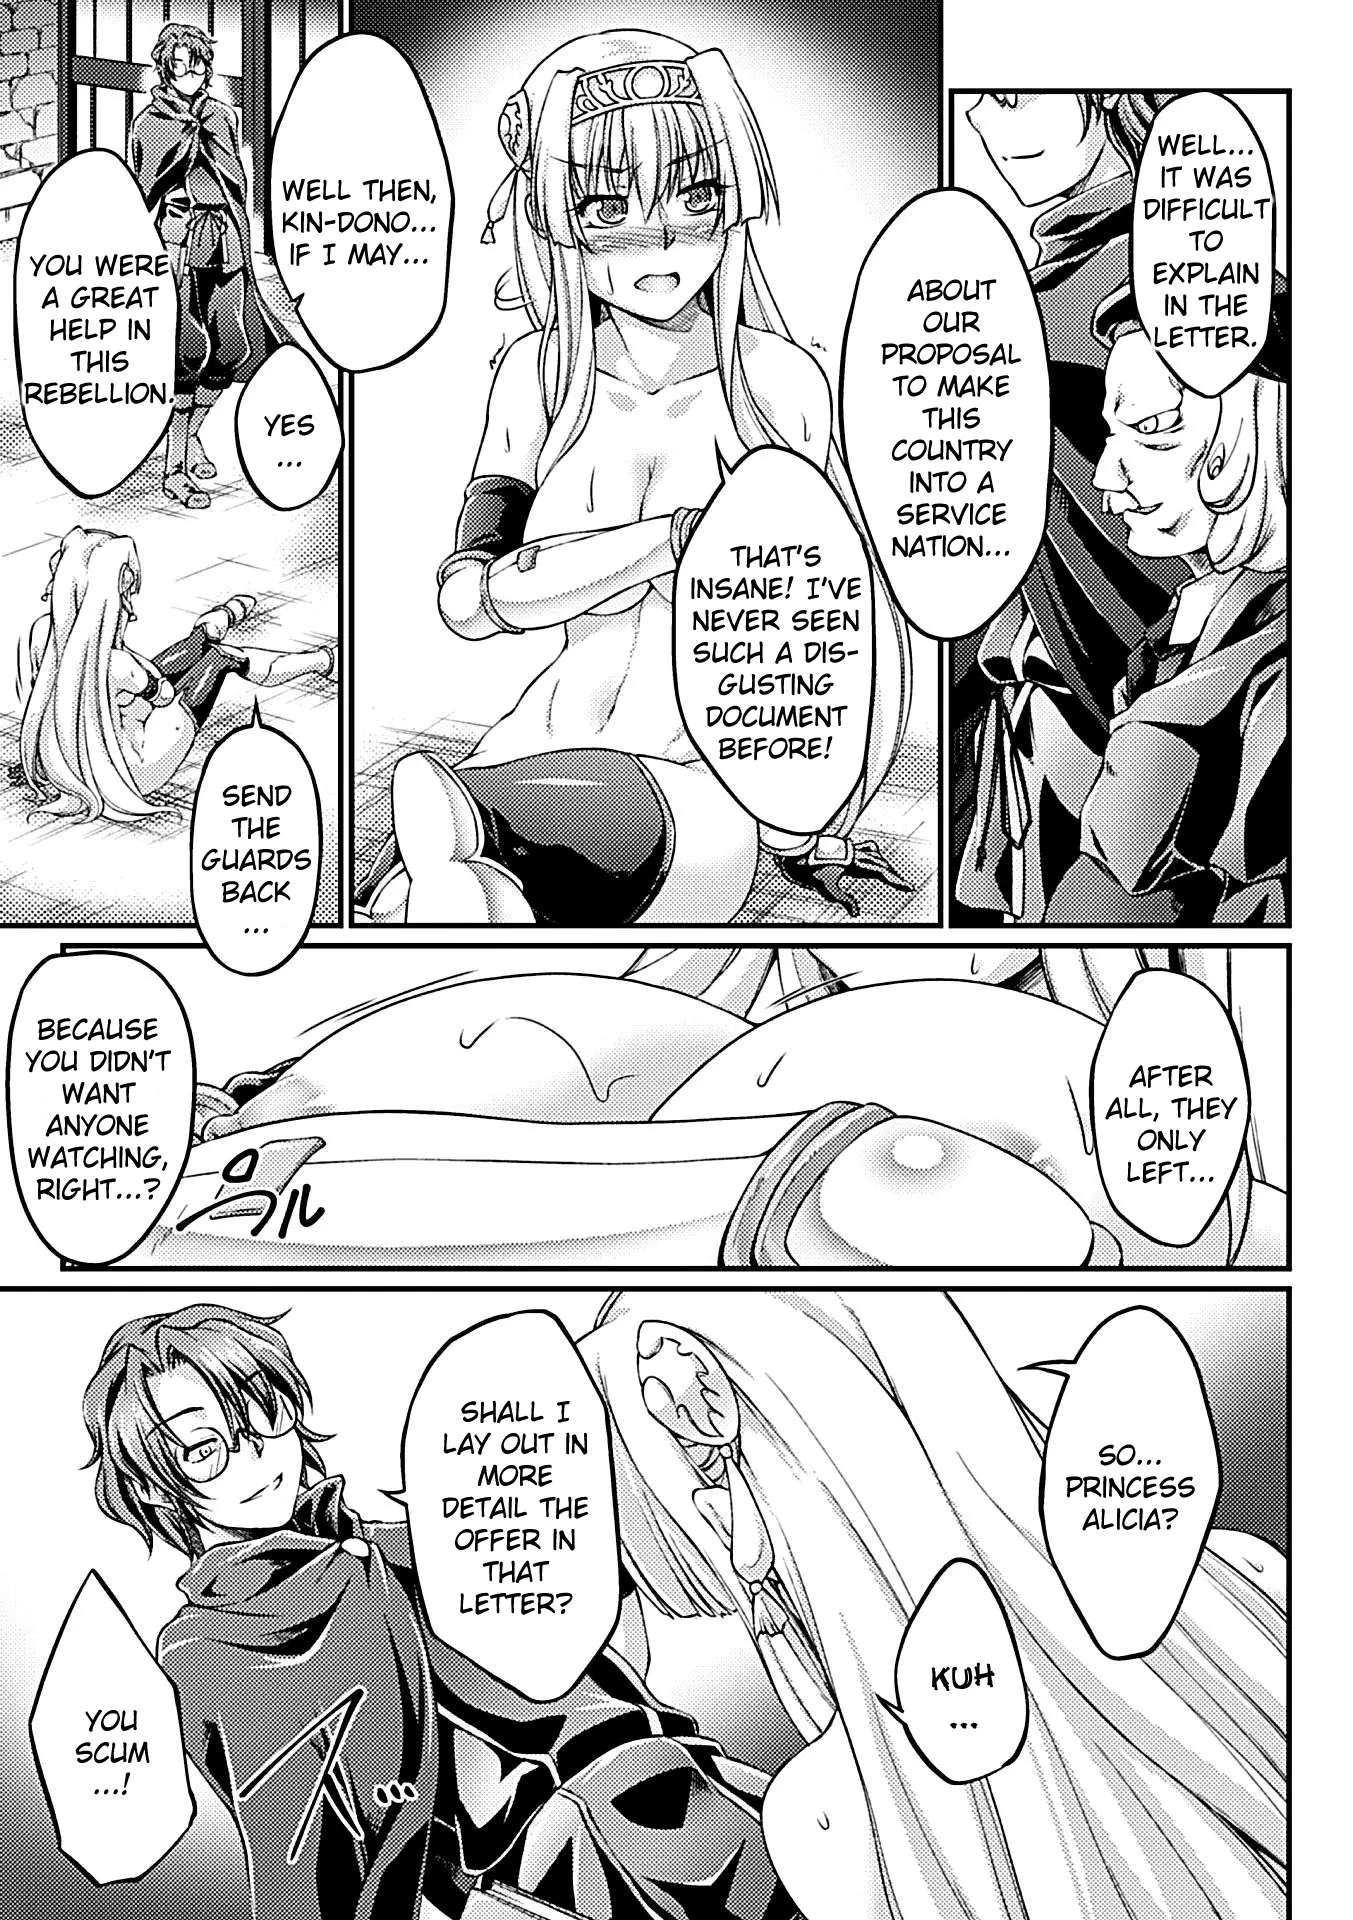 WELL...
IT WAS
DIFFICULT
TO
EXPLAIN
IN THE
LETTER.
ABOUT
OUR
PROPOSAL
TO MAKE
THIS
COUNTRY
INTO A
SERVICE
NATION...
THAT'S
INSANE! I'VE
NEVER SEEN
SUCH A DIS-
GUSTING
DOCUMENT
BEFORE!
WELL THEN,
KIN-DONO...
IF I MAY...
YOU WERE
A GREAT
HELP IN
THIS
REBELLION.
YES
...
SEND
THE
GUARDS
BACK
...
AFTER
ALL, THEY
ONLY
LEFT...
BECAUSE
YOU DIDN'T
WANT
ANYONE
WATCHING,
RIGHT...?
プルル
SO...
PRINCESS
ALICIA?
KUH
...
SHALL I
LAY OUT IN
MORE
DETAIL THE
OFFER IN
THAT
LETTER?
YOU
SCUM
...!